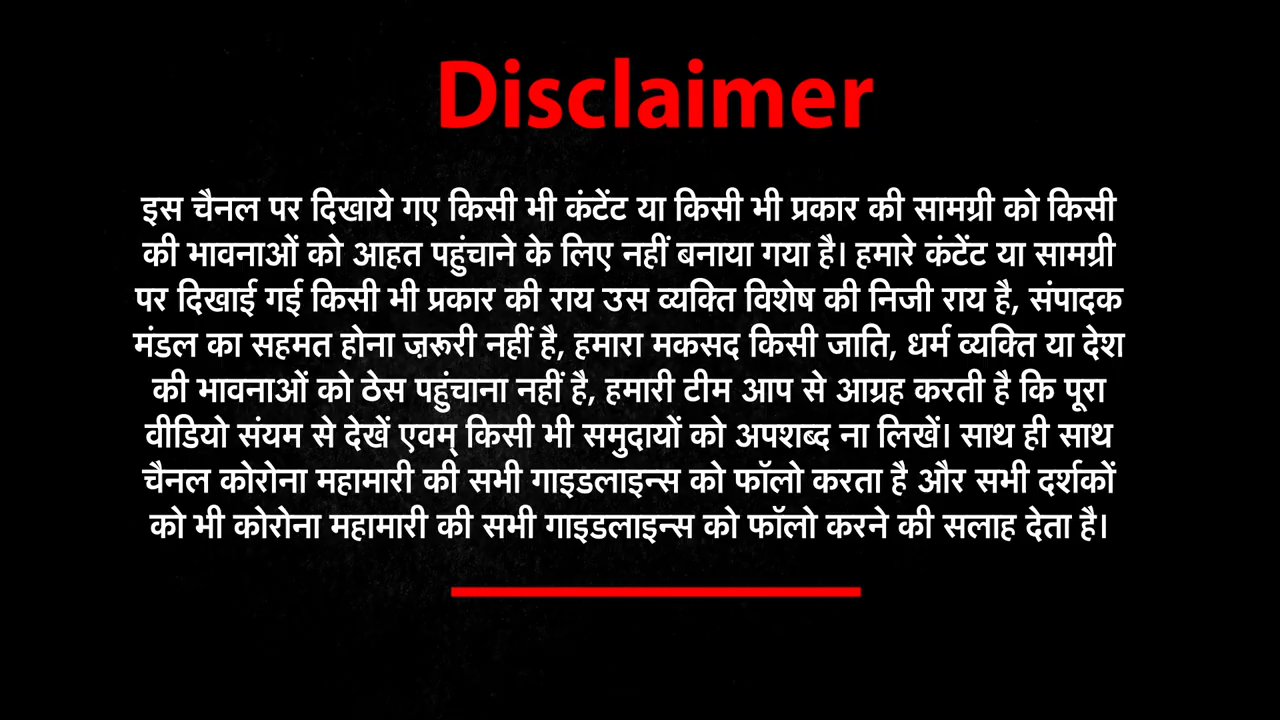 Disclaimer
इस चैनल पर दिखाये गए किसी भी कंटेंट या किसी भी प्रकार की सामग्री को किसी
की भावनाओं को आहत पहुंचाने के लिए नहीं बनाया गया है। हमारे कंटेंट या सामग्री
पर दिखाई गई किसी भी प्रकार की राय उस व्यक्ति विशेष की निजी राय है, संपादक
मंडल का सहमत होना ज़रूरी नहीं है, हमारा मकसद किसी जाति, धर्म व्यक्ति या देश
की भावनाओं को ठेस पहुंचाना नहीं है, हमारी टीम आप से आग्रह करती है कि पूरा
वीडियो संयम से देखें एवम् किसी भी समुदायों को अपशब्द ना लिखें। साथ ही साथ
चैनल कोरोना महामारी की सभी गाइडलाइन्स को फॉलो करता है और सभी दर्शकों
को भी कोरोना महामारी की सभी गाइडलाइन्स को फॉलो करने की सलाह देता है।